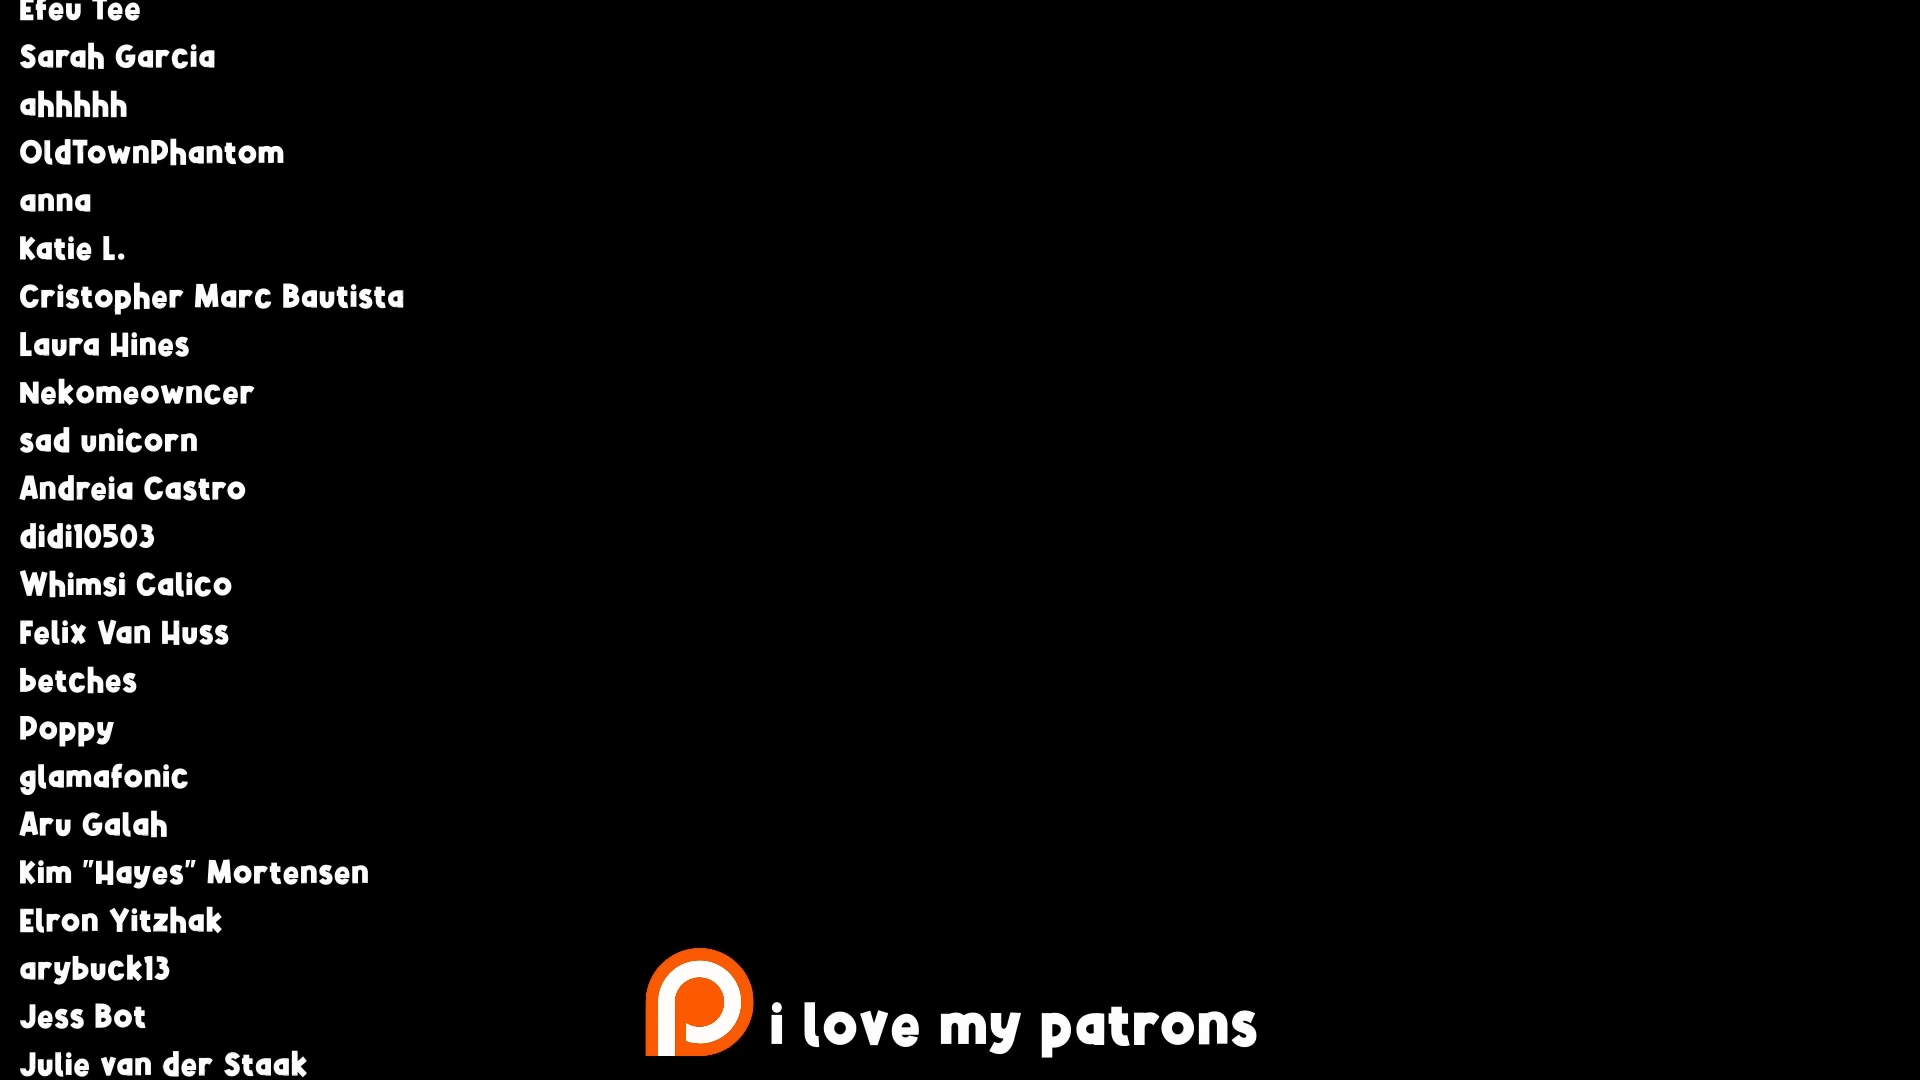 Efeu Tee
Sarah Garcia
ahhhhh
OldTownPhantom
anna
Katie L.
Cristopher Marc Bautista
Laura Hines
Nekomeowncer
sad unicorn
Andreia Castro
didi10503
Whimsi Calico
Felix Van Huss
betches
Poppy
glamafonic
Aru Galah
Kim "Hayes" Mortensen
Elron Yitzhak
arybuck13
Jess Bot
Julie van der Staak
i love my patrons